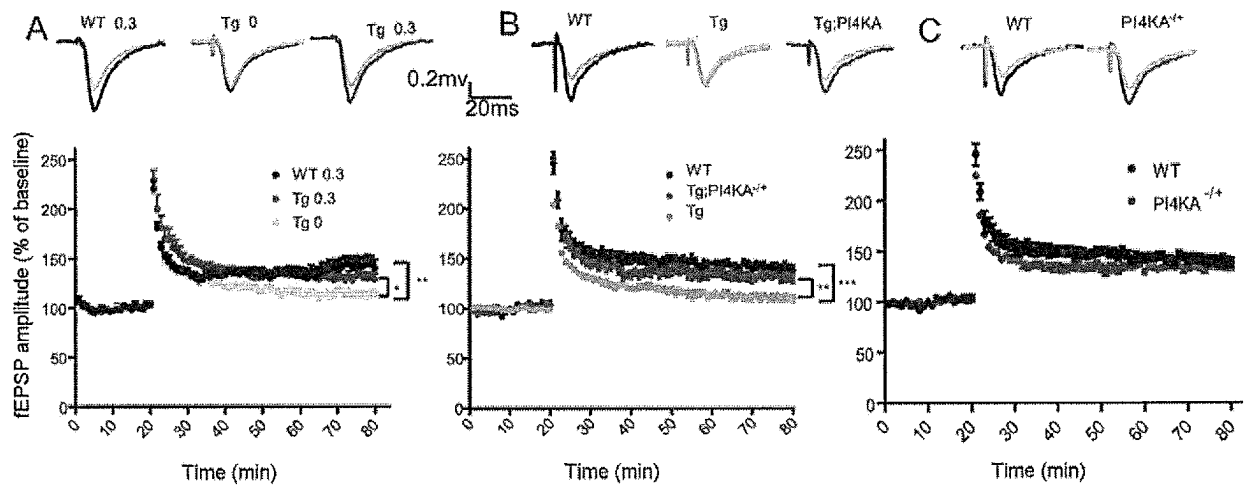 A
WT 0.3
Tg 0
Tg 0.3
B
WT
Tg
Tg;PI4KA
C
WT
PI4KA-/+
0.2mv
20ms
fEPSP amplitude (% of baseline)
250
200
150
100
50
0
WT 0.3
Tg 0.3
Tg 0
*
**
0 10 20 30 40 50 60 70 80
Time (min)
250
200
150
100
50
0
WT
Tg;PI4KA-/+
Tg
**
***
0 10 20 30 40 50 60 70 80
Time (min)
250
200
150
100
50
0
WT
PI4KA-/+
0 10 20 30 40 50 60 70 80
Time (min)